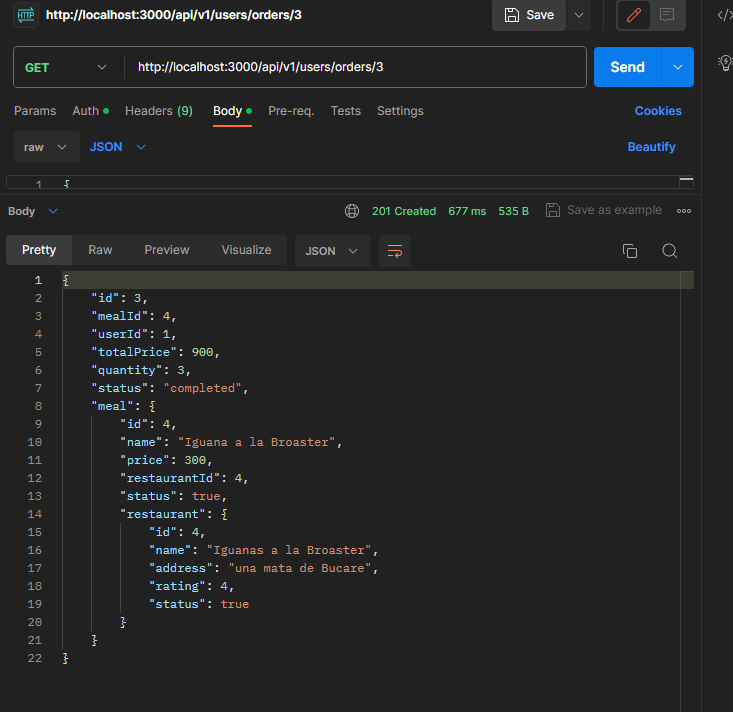 HTTP http://localhost:3000/api/v1/users/orders/3 Save </>
GET http://localhost:3000/api/v1/users/orders/3 Send
Params Auth Headers (9) Body Pre-req. Tests Settings Cookies
raw JSON Beautify
1 {
Body 201 Created 677 ms 535 B Save as example
Pretty Raw Preview Visualize JSON
1 {
2 "id": 3,
3 "mealId": 4,
4 "userId": 1,
5 "totalPrice": 900,
6 "quantity": 3,
7 "status": "completed",
8 "meal": {
9 "id": 4,
10 "name": "Iguana a la Broaster",
11 "price": 300,
12 "restaurantId": 4,
13 "status": true,
14 "restaurant": {
15 "id": 4,
16 "name": "Iguanas a la Broaster",
17 "address": "una mata de Bucare",
18 "rating": 4,
19 "status": true
20 }
21 }
22 }